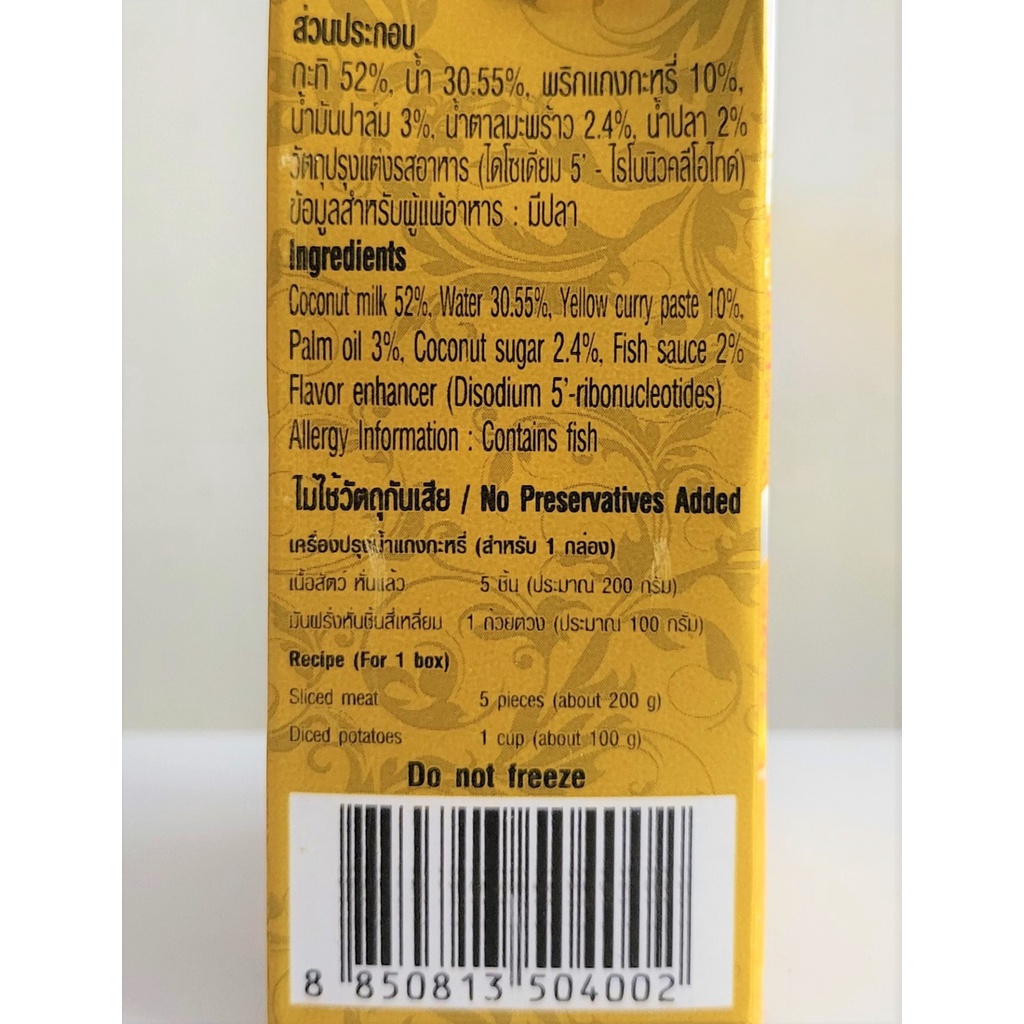 ส่วนประกอบ
กะทิ 52%, น้ำ 30.55%, พริกแกงกะหรี่ 10%,
น้ำมันปาล์ม 3%, น้ำตาลมะพร้าว 2.4%, น้ำปลา 2%
วัตถุปรุงแต่งรสอาหาร (ไดโซเดียม 5' - ไรโบนิวคลีโอไทด์)
ข้อมูลสำหรับผู้แพ้อาหาร : มีปลา
Ingredients
Coconut milk 52%, Water 30.55%, Yellow curry paste 10%,
Palm oil 3%, Coconut sugar 2.4%, Fish sauce 2%
Flavor enhancer (Disodium 5'-ribonucleotides)
Allergy Information : Contains fish
ไม่ใช้วัตถุกันเสีย / No Preservatives Added
เครื่องปรุงน้ำแกงกะหรี่ (สำหรับ 1 กล่อง)
เนื้อสัตว์ หั่นแล้ว 5 ชิ้น (ประมาณ 200 กรัม)
มันฝรั่งหั่นชิ้นสี่เหลี่ยม 1 ถ้วยตวง (ประมาณ 100 กรัม)
Recipe (For 1 box)
Sliced meat 5 pieces (about 200 g)
Diced potatoes 1 cup (about 100 g)
Do not freeze
8 850813 504002